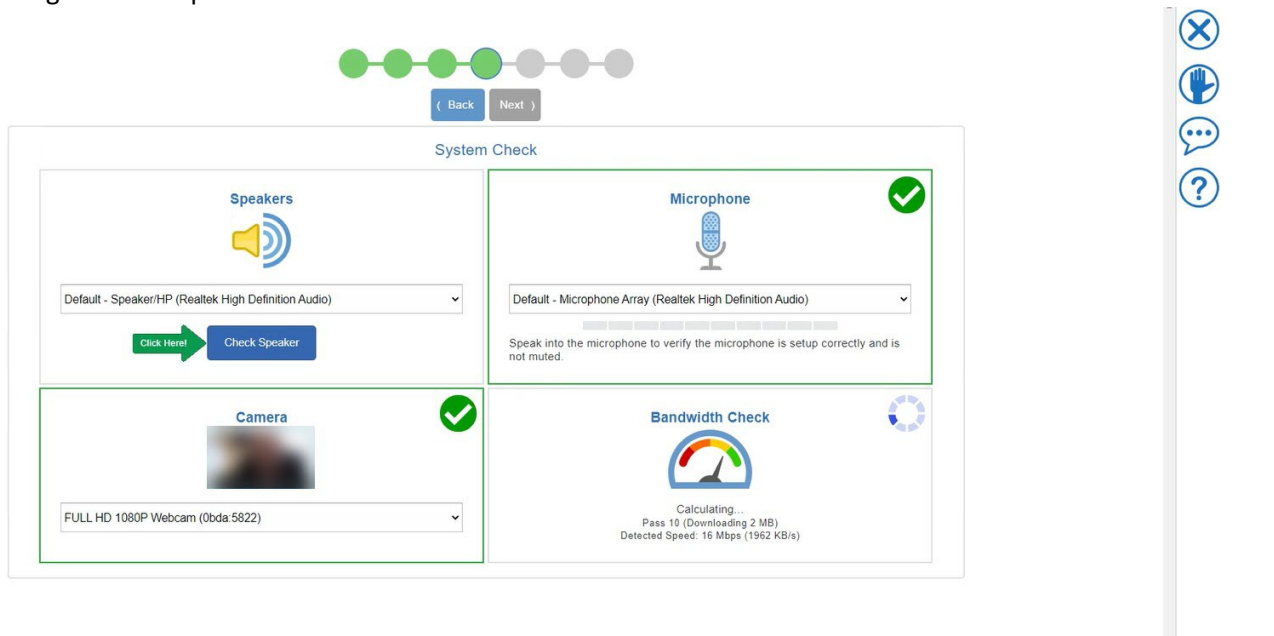 Back
Next
System Check
Speakers
Default - Speaker/HP (Realtek High Definition Audio)
Click Here!
Check Speaker
Microphone
Default - Microphone Array (Realtek High Definition Audio)
Speak into the microphone to verify the microphone is setup correctly and is
not muted.
Camera
FULL HD 1080P Webcam (0bda:5822)
Bandwidth Check
Calculating...
Pass 10 (Downloading 2 MB)
Detected Speed: 16 Mbps (1962 KB/s)
?